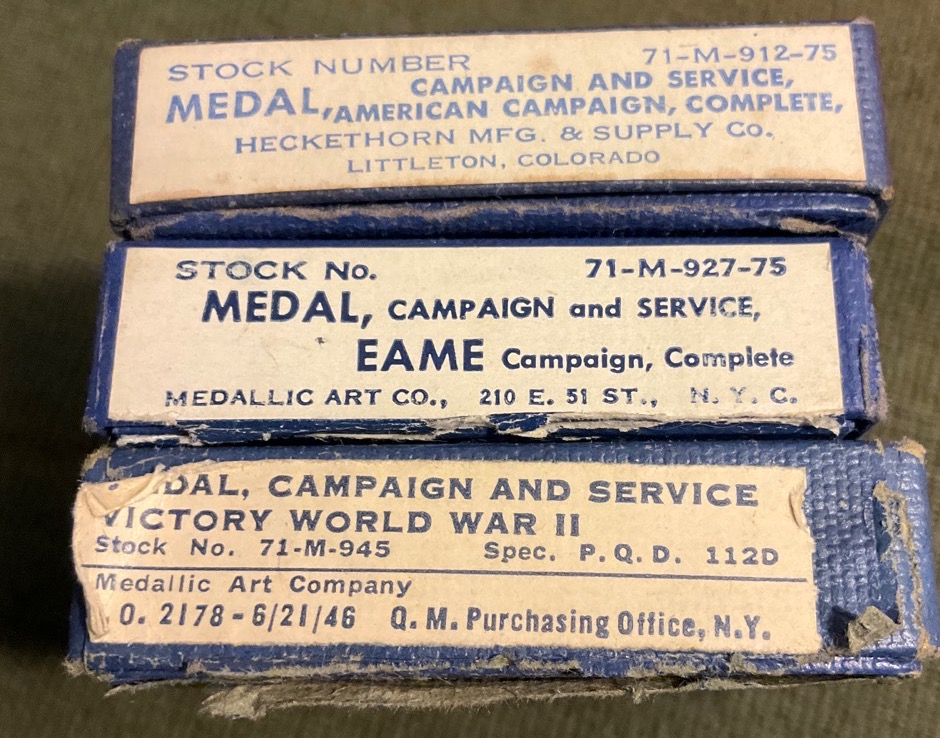 STOCK NUMBER 71-M-912-75
CAMPAIGN AND SERVICE,
MEDAL, AMERICAN CAMPAIGN, COMPLETE,
HECKETHORN MFG. & SUPPLY Co.
LITTLETON, COLORADO
STOCK No. 71-M-927-75
MEDAL, CAMPAIGN and SERVICE,
EAME Campaign, Complete
MEDALLIC ART CO., 210 E. 51 ST., N. Y. C.
DAL, CAMPAIGN AND SERVICE
VICTORY WORLD WAR II
Stock No. 71-M-945 Spec. P. Q. D. 112D
Medallic Art Company
. O. 2178-6/21/46 Q. M. Purchasing Office, N.Y.